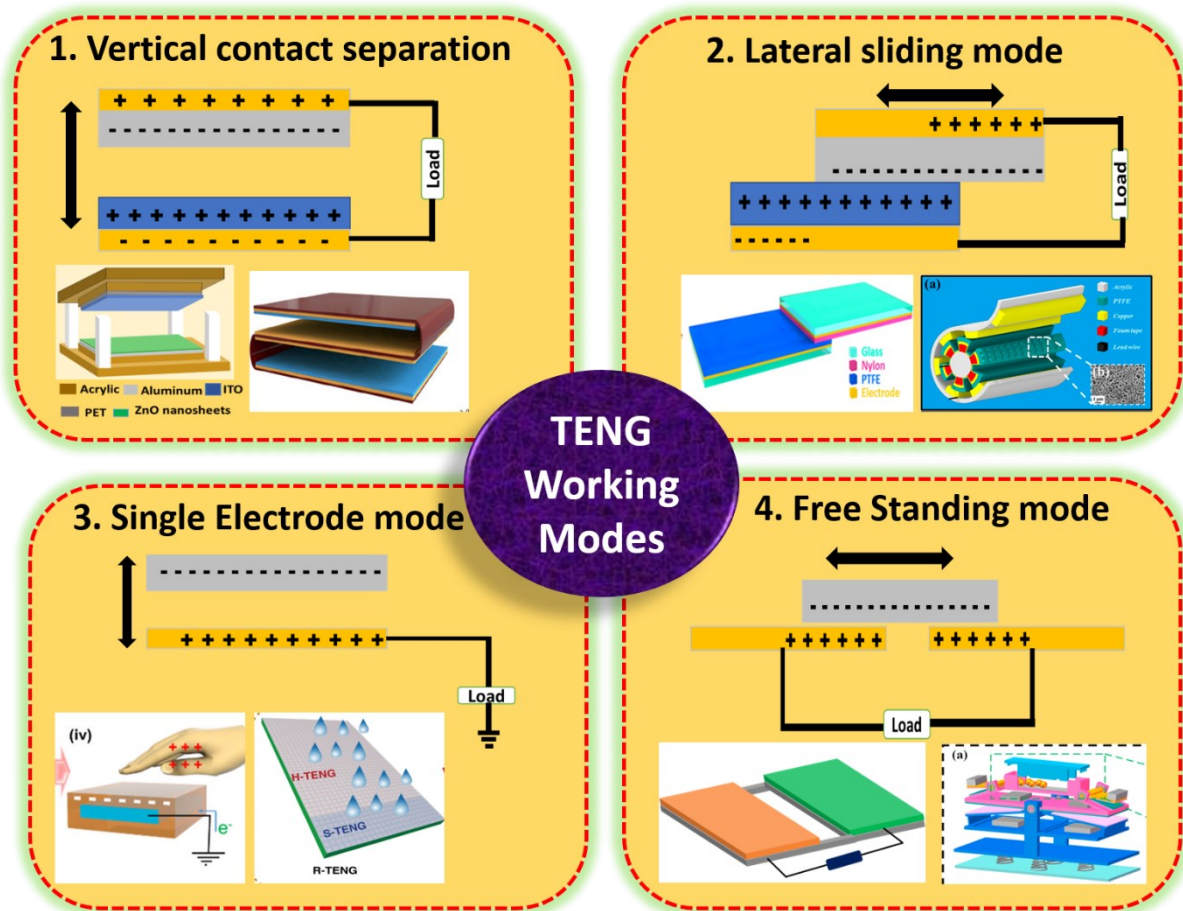 1. Vertical contact separation
Load
Acrylic Aluminum ITO
PET ZnO nanosheets
2. Lateral sliding mode
Load
Glass
Nylon
PTFE
Electrode
(a)
Acrylic
PTFE
Copper
Foam tape
Lead wire
(b)
1 μm
TENG
Working
Modes
3. Single Electrode mode
Load
(iv)
e-
H-TENG
S-TENG
R-TENG
4. Free Standing mode
Load
(a)